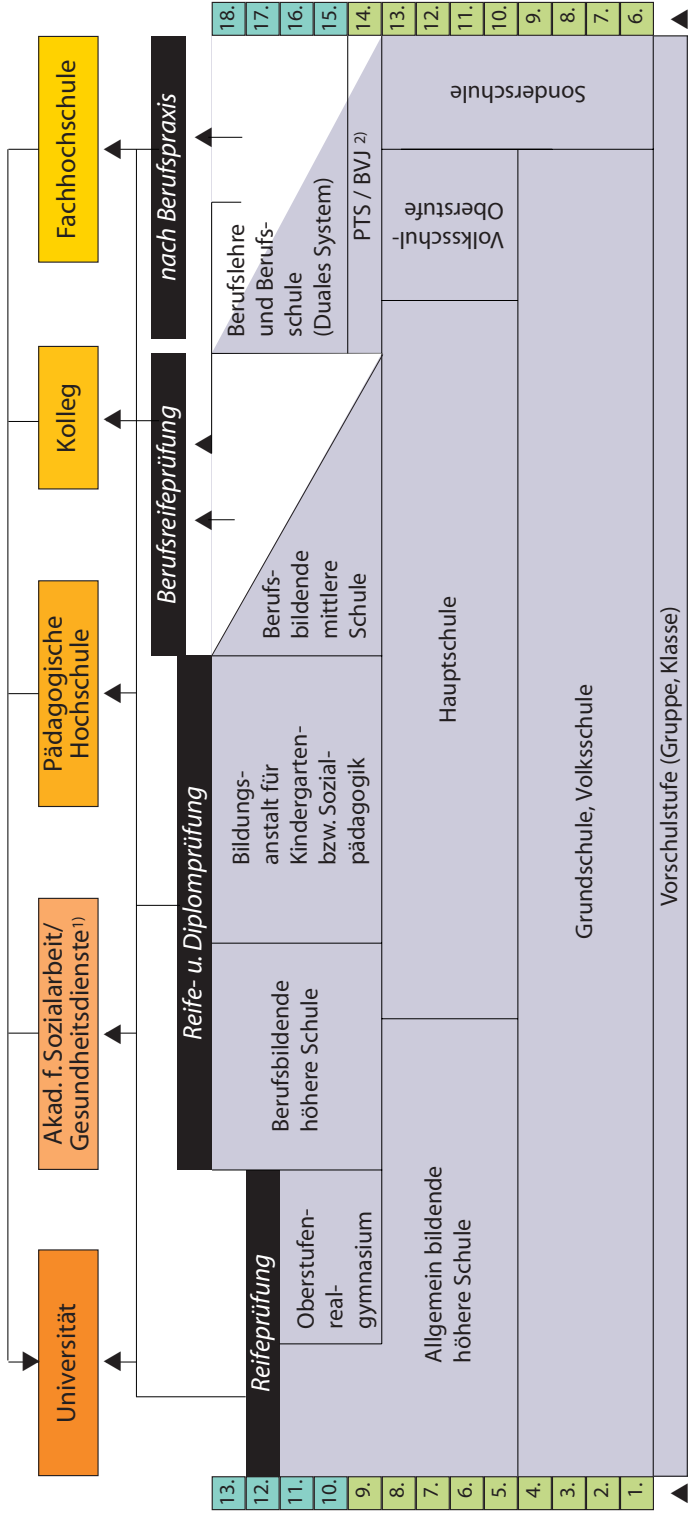 Universität
Akad. f. Sozialarbeit/
Gesundheitsdienste 1)
Pädagogische
Hochschule
Kolleg
Fachhochschule
Reifeprüfung
Reife- u. Diplomprüfung
Berufsreifeprüfung
nach Berufspraxis
13.
12.
11.
10.
9.
8.
7.
6.
5.
4.
3.
2.
1.
Oberstufen-
real-
gymnasium
Allgemein bildende
höhere Schule
Berufsbildende
höhere Schule
Bildungs-
anstalt für
Kindergarten-
bzw. Sozial-
pädagogik
Berufs-
bildende
mittlere
Schule
Berufslehre
und Berufs-
schule
(Duales System)
PTS / BVJ 2)
Hauptschule
Volksschul-
Oberstufe
Sonderschule
Grundschule, Volksschule
Vorschulstufe (Gruppe, Klasse)
18.
17.
16.
15.
14.
13.
12.
11.
10.
9.
8.
7.
6.